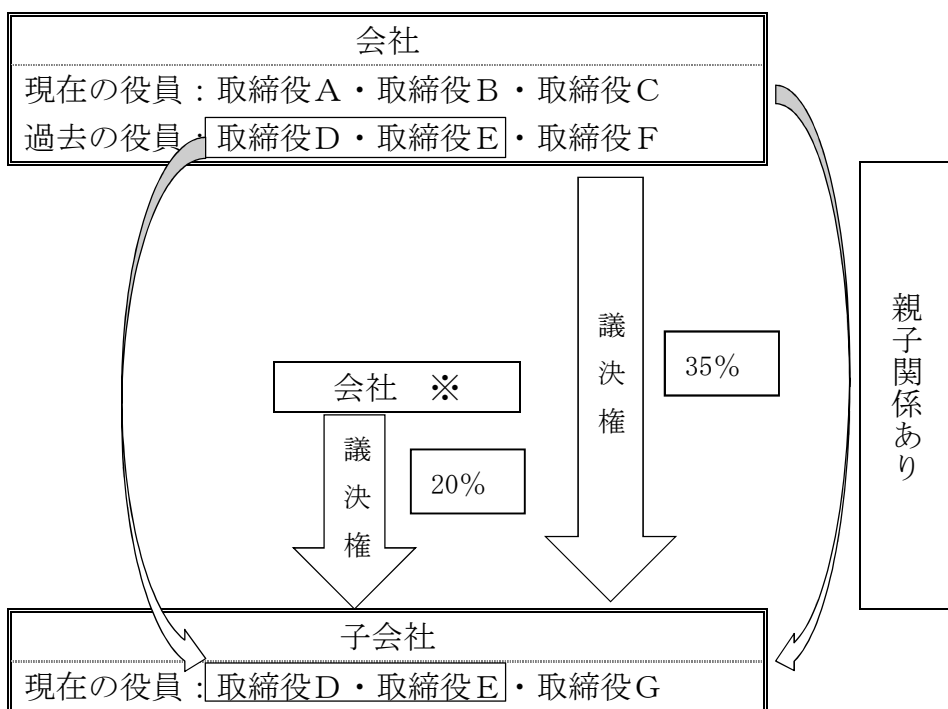 会社
現在の役員：取締役A・取締役B・取締役C
過去の役員：取締役D・取締役E・取締役F
議決権
35%
親子関係あり
会社　※
議決権
20%
子会社
現在の役員：取締役D・取締役E・取締役G